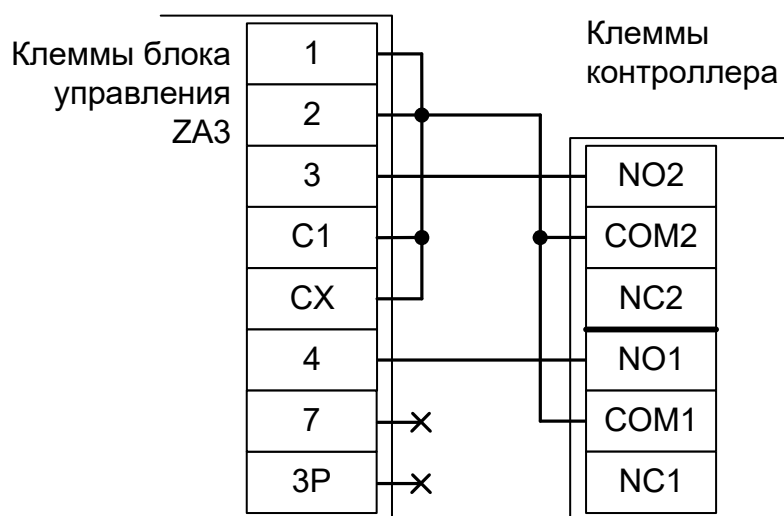 Клеммы блока
управления
ZA3
1
2
3
C1
CX
4
7
3P
Клеммы
контроллера
NO2
COM2
NC2
NO1
COM1
NC1